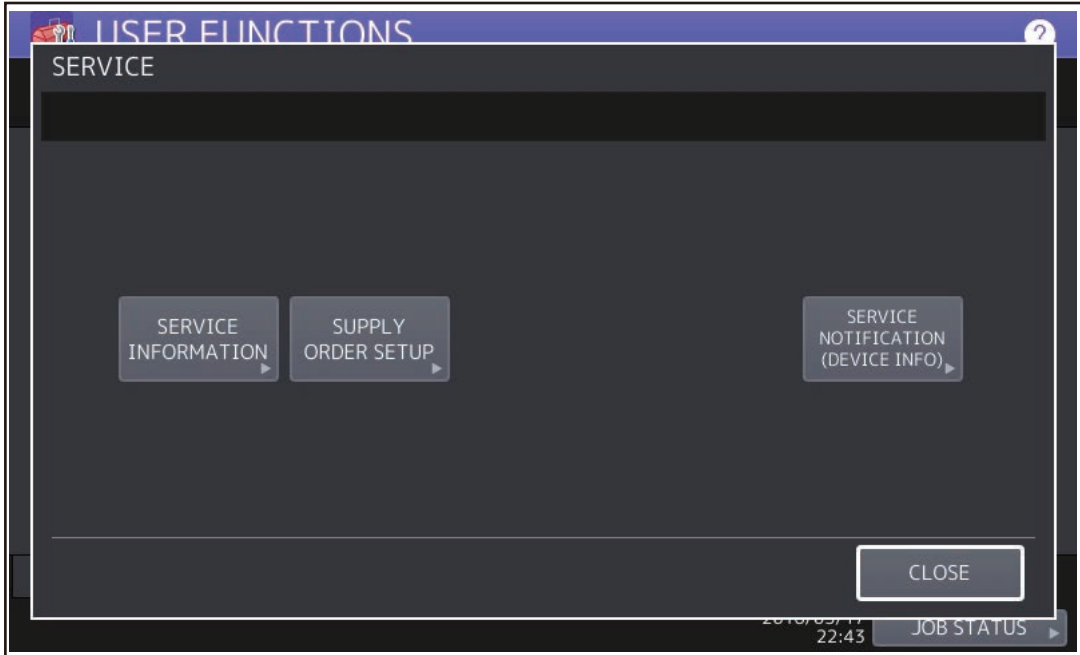 USER FUNCTIONS
?
SERVICE
SERVICE
INFORMATION
SUPPLY
ORDER SETUP
SERVICE
NOTIFICATION
(DEVICE INFO)
CLOSE
22:43
JOB STATUS